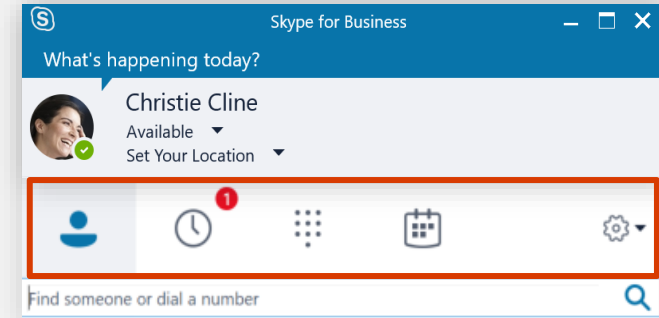 Skype for Business
What's happening today?
Christie Cline
Available
Set Your Location
1
Find someone or dial a number